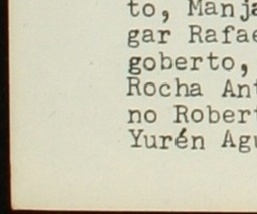 to, Manja
gar Rafae
goberto,
Rocha Ant
no Robert
Yurén Agu